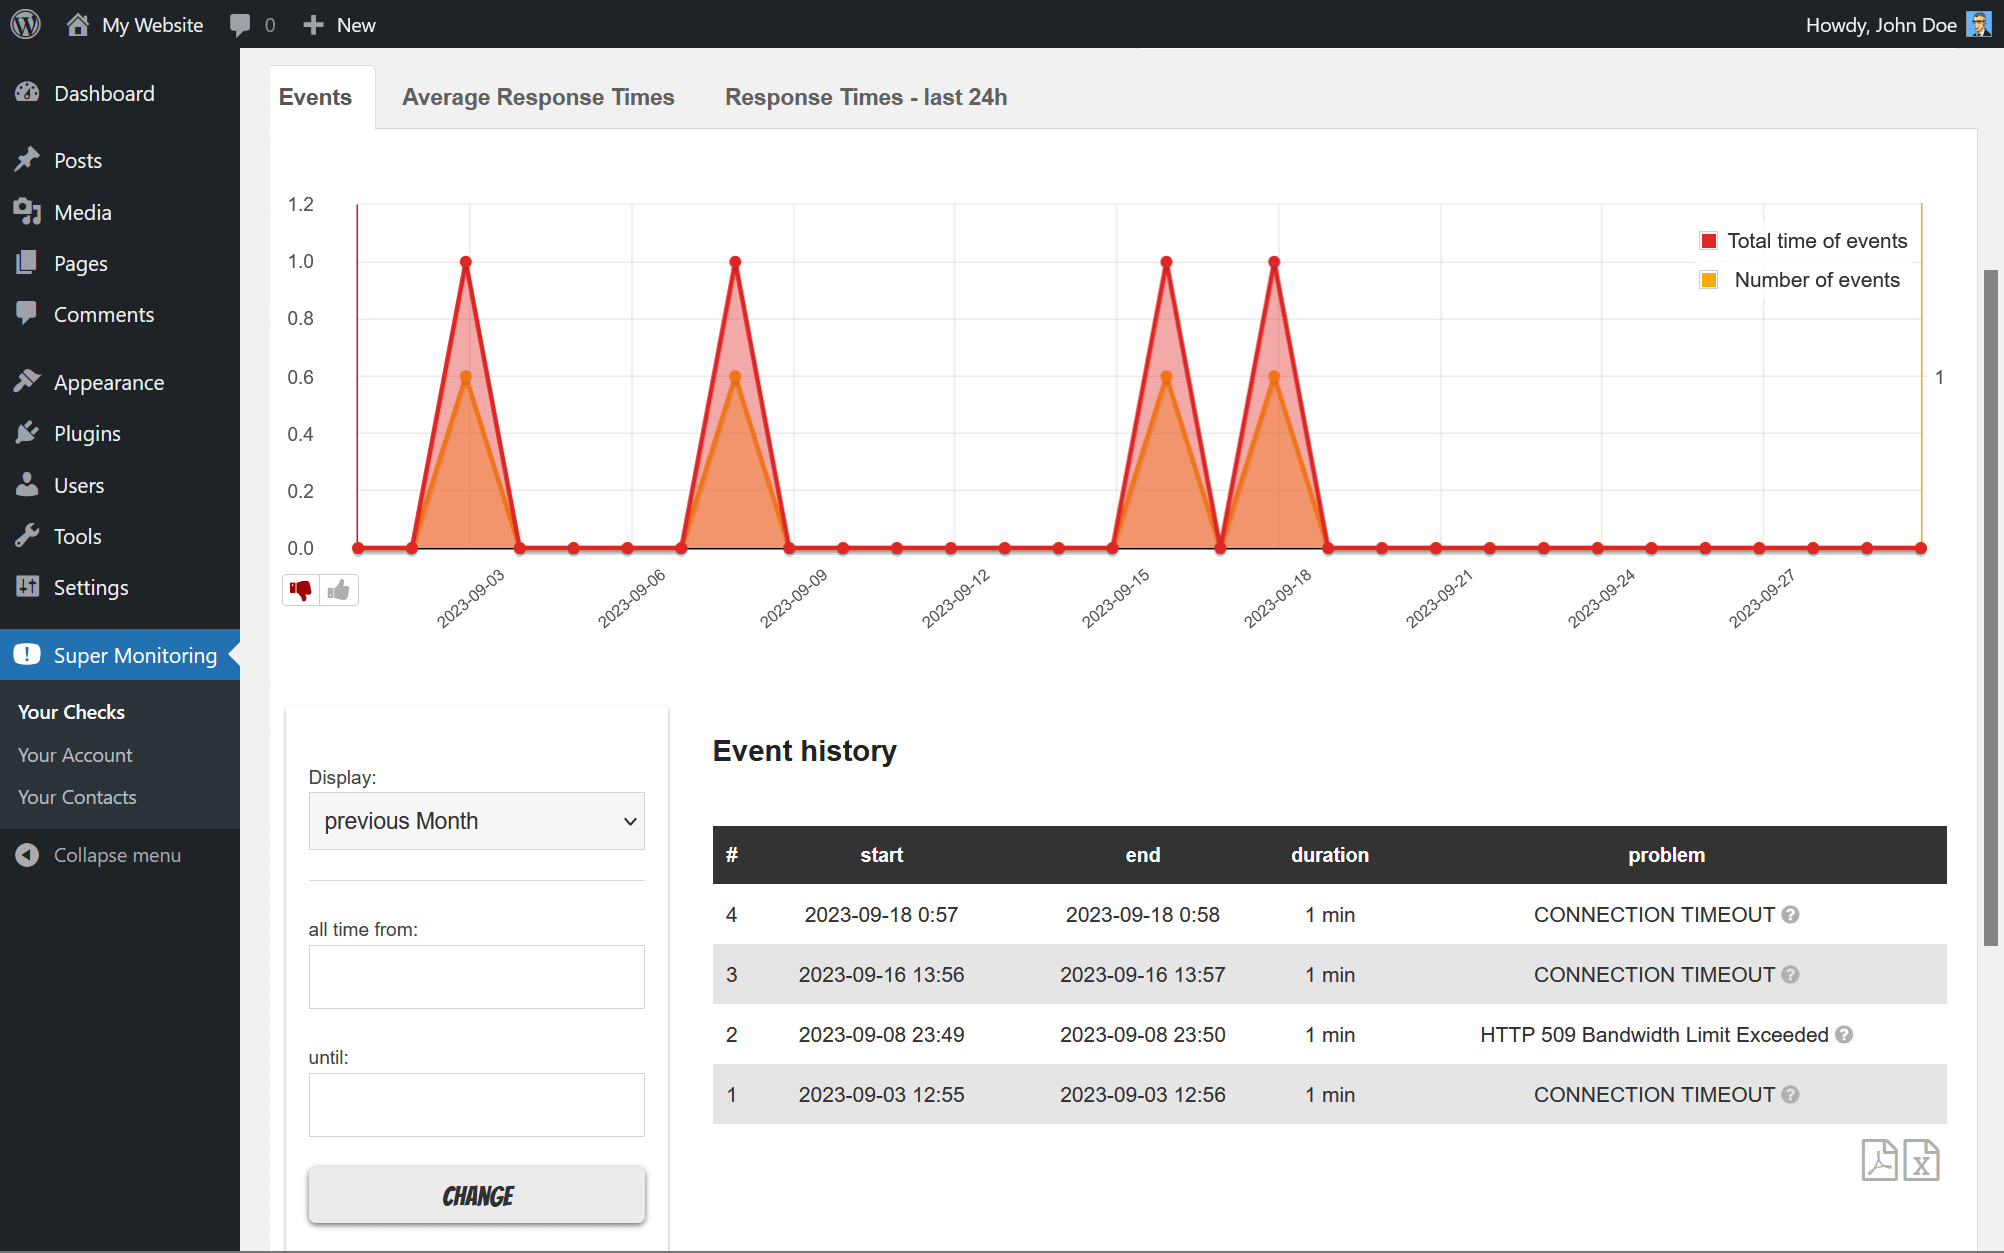 My Website 0 New Howdy, John Doe
Dashboard
Posts
Media
Pages
Comments
Appearance
Plugins
Users
Tools
Settings
Super Monitoring
Your Checks
Your Account
Your Contacts
Collapse menu
Events Average Response Times Response Times - last 24h
1.2
1.0
0.8
0.6
0.4
0.2
0.0
Total time of events
Number of events
1
2023-09-03 2023-09-06 2023-09-09 2023-09-12 2023-09-15 2023-09-18 2023-09-21 2023-09-24 2023-09-27
Display:
previous Month
all time from:
until:
CHANGE
Event history
# start end duration problem
4 2023-09-18 0:57 2023-09-18 0:58 1 min CONNECTION TIMEOUT ?
3 2023-09-16 13:56 2023-09-16 13:57 1 min CONNECTION TIMEOUT ?
2 2023-09-08 23:49 2023-09-08 23:50 1 min HTTP 509 Bandwidth Limit Exceeded ?
1 2023-09-03 12:55 2023-09-03 12:56 1 min CONNECTION TIMEOUT ?